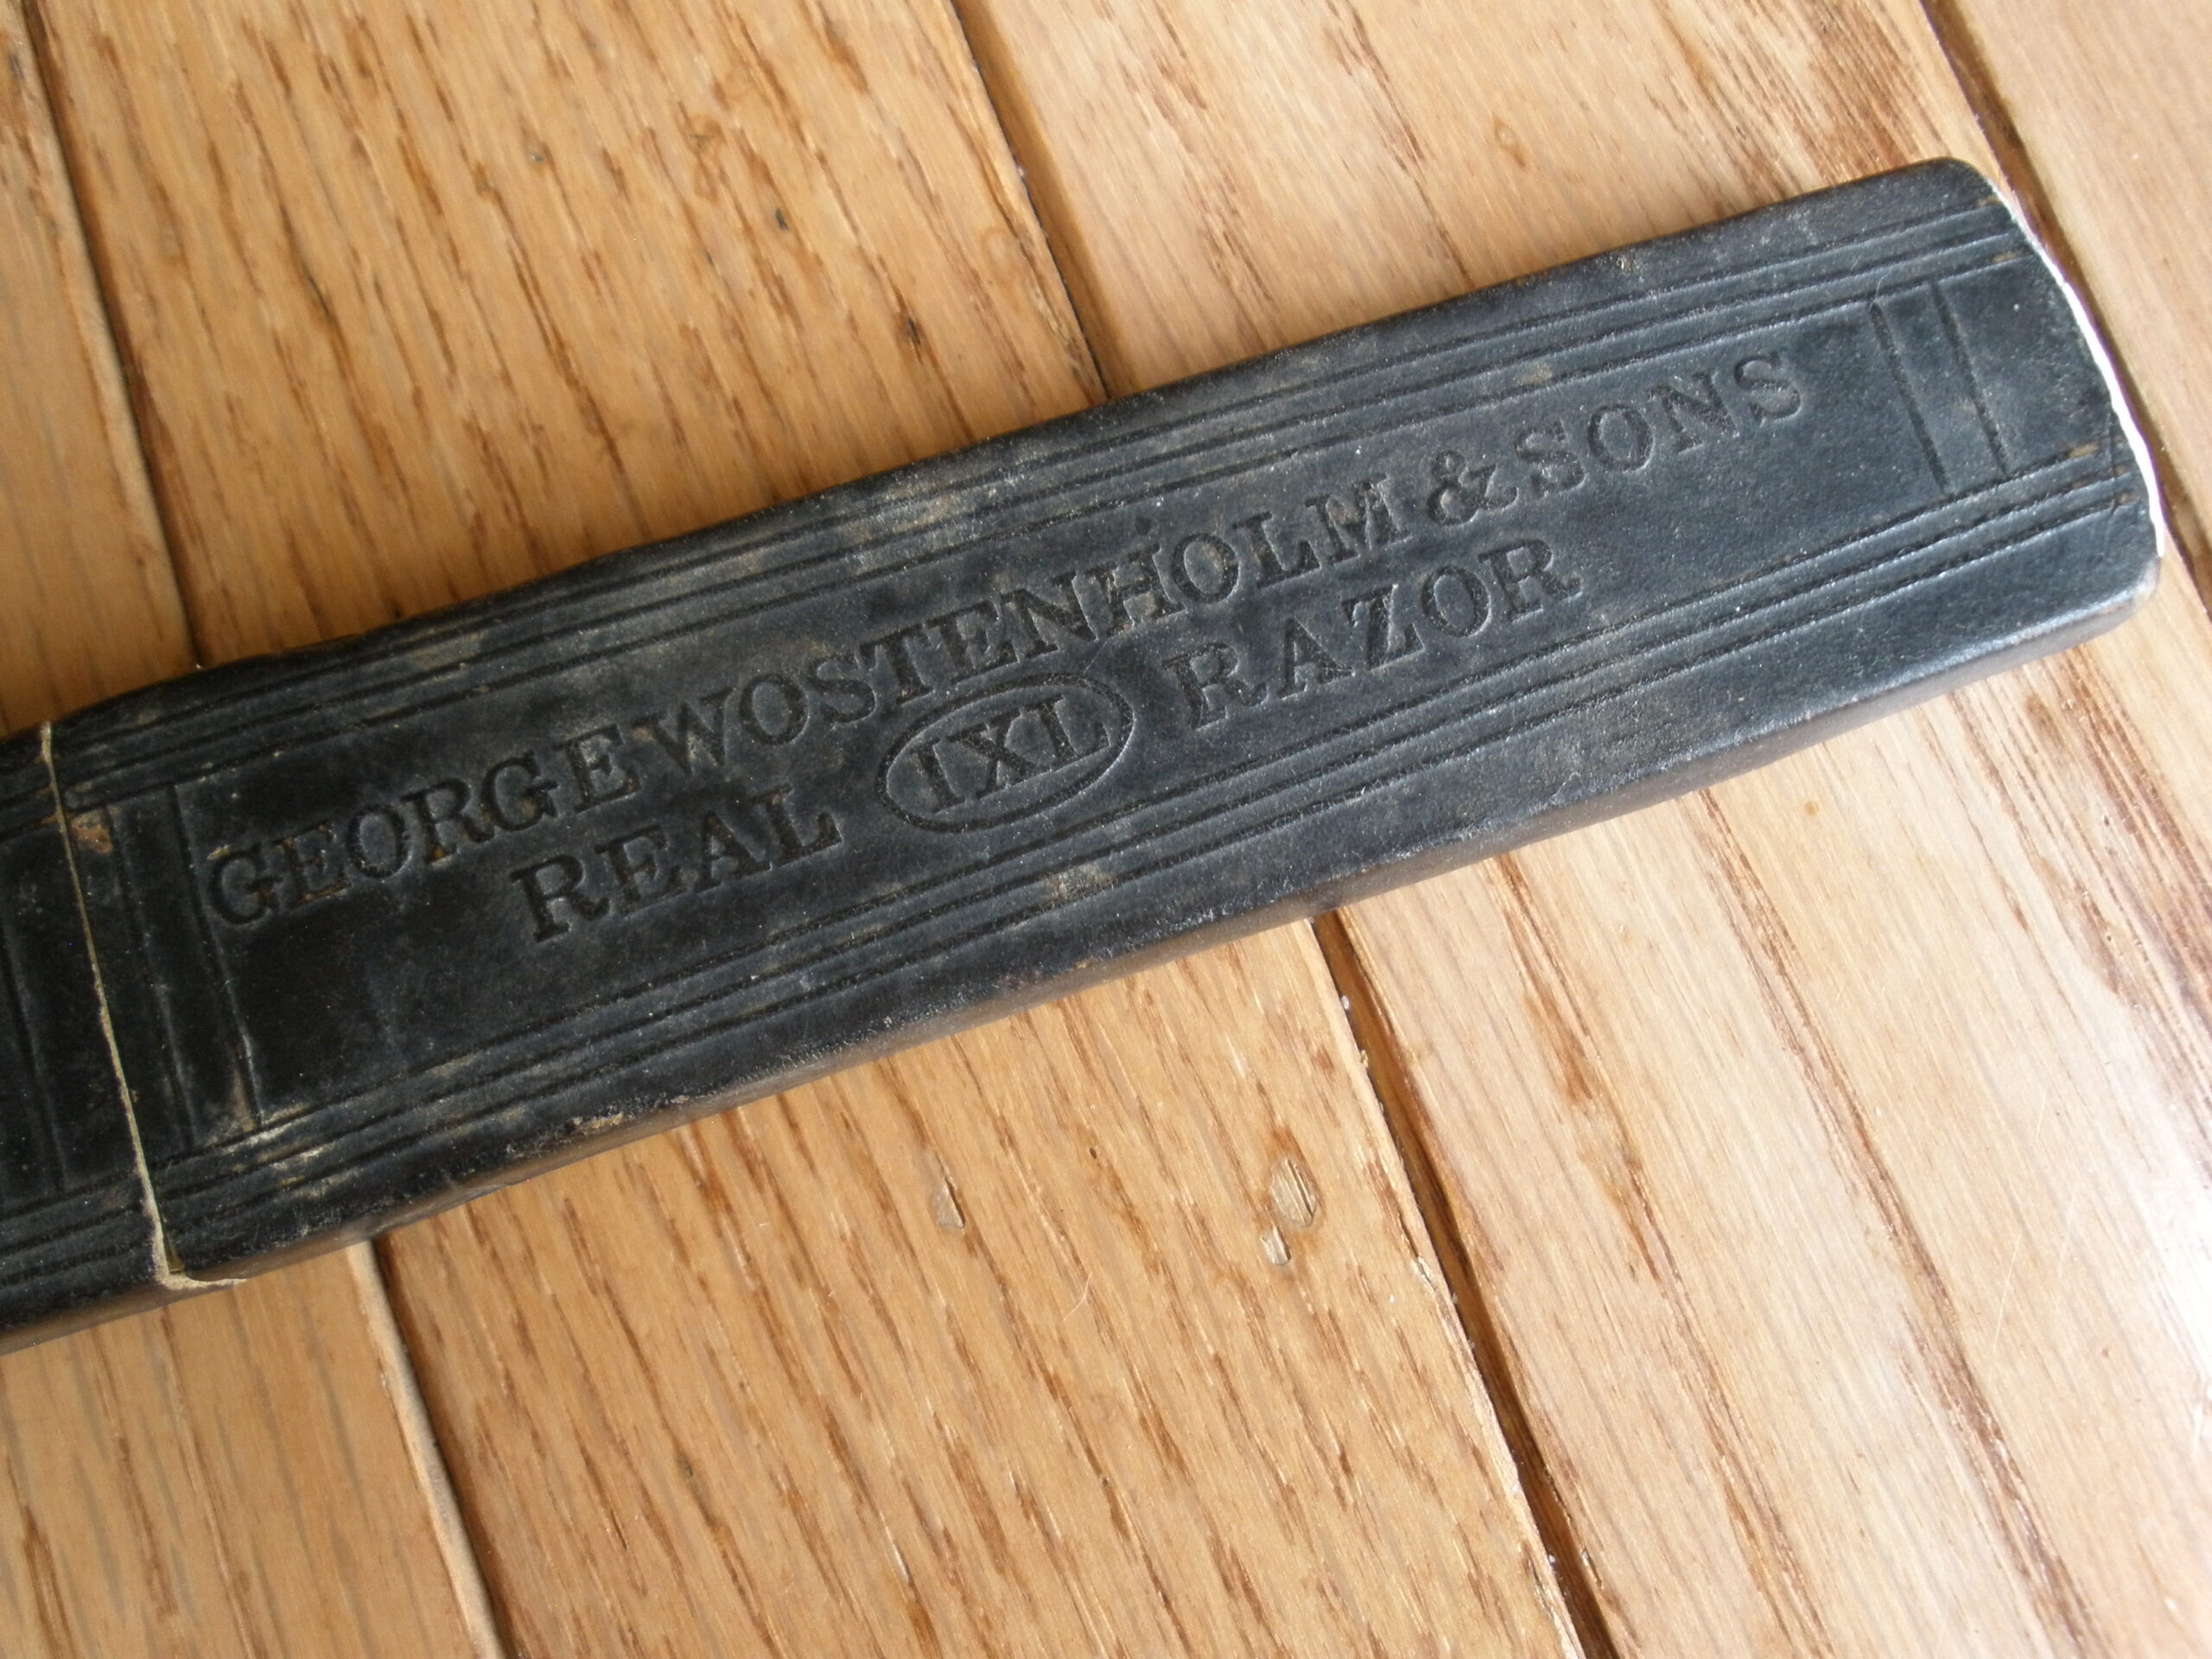 GEORGE WOSTENHOLM & SONS
REAL IXL RAZOR